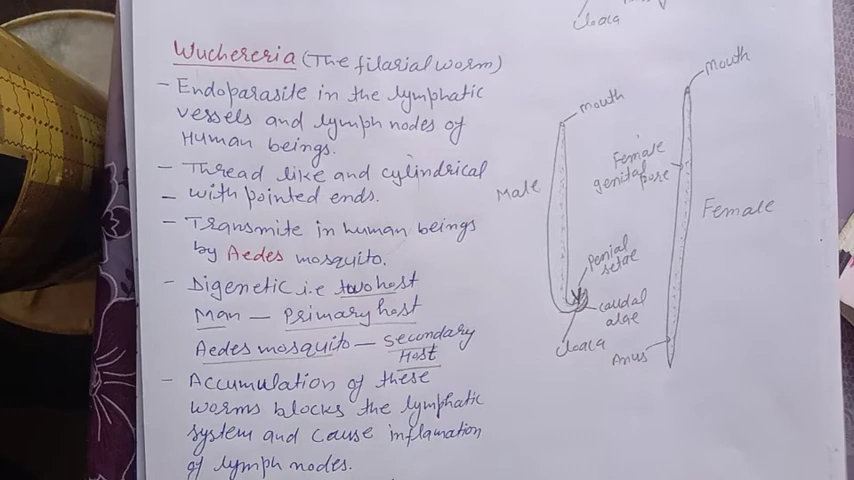 Cloaca
Wuchereria (The filarial worm)
- Endoparasite in the lymphatic
vessels and lymph nodes of
Human beings.
- Thread like and cylindrical
- with pointed ends.
- Transmite in human beings
by Aedes mosquito.
- Digenetic i.e two host
Man — Primary host
Aedes mosquito — Secondary
Host
- Accumulation of these
worms blocks the lymphatic
system and cause inflamation
of lymph nodes.
Mouth
Male
Penial
setae
caudal
alae
Cloaca
Mouth
Female
genital
pore
Female
Anus